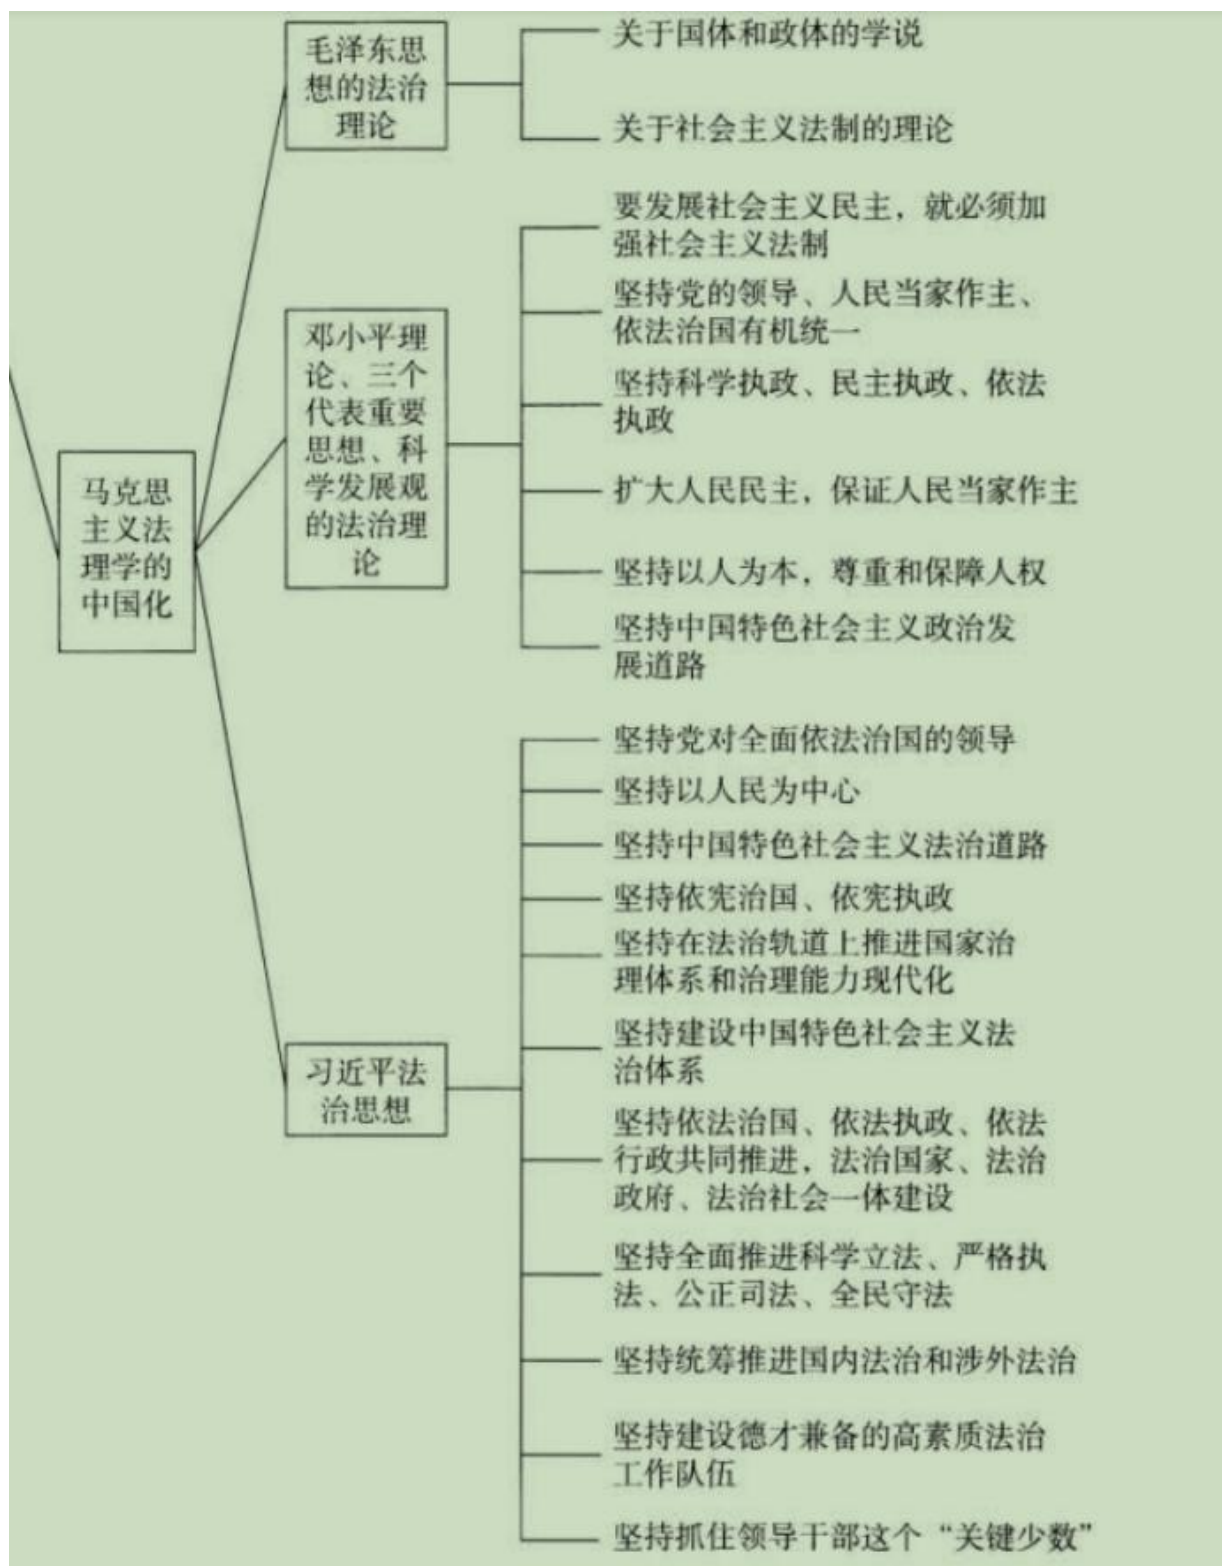 马克思
主义法
理学的
中国化
毛泽东思
想的法治
理论
关于国体和政体的学说
关于社会主义法制的理论
邓小平理
论、三个
代表重要
思想、科
学发展观
的法治理
论
要发展社会主义民主，就必须加
强社会主义法制
坚持党的领导、人民当家作主、
依法治国有机统一
坚持科学执政、民主执政、依法
执政
扩大人民民主，保证人民当家作主
坚持以人为本，尊重和保障人权
坚持中国特色社会主义政治发
展道路
习近平法
治思想
坚持党对全面依法治国的领导
坚持以人民为中心
坚持中国特色社会主义法治道路
坚持依宪治国、依宪执政
坚持在法治轨道上推进国家治
理体系和治理能力现代化
坚持建设中国特色社会主义法
治体系
坚持依法治国、依法执政、依法
行政共同推进，法治国家、法治
政府、法治社会一体建设
坚持全面推进科学立法、严格执
法、公正司法、全民守法
坚持统筹推进国内法治和涉外法治
坚持建设德才兼备的高素质法治
工作队伍
坚持抓住领导干部这个“关键少数”